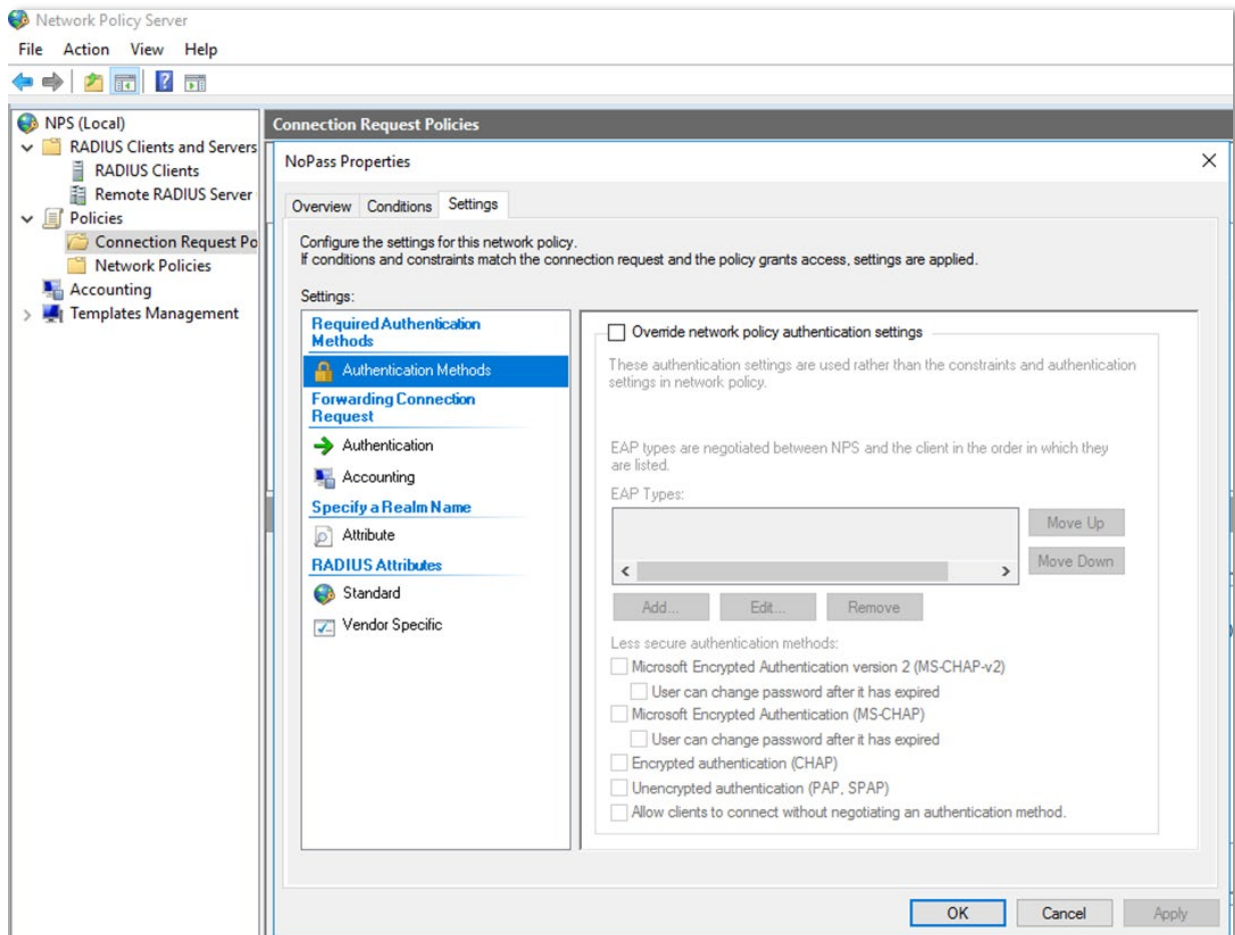 Network Policy Server
File Action View Help
NPS (Local)
RADIUS Clients and Servers
RADIUS Clients
Remote RADIUS Server
Policies
Connection Request Po
Network Policies
Accounting
Templates Management
Connection Request Policies
NoPass Properties
Overview Conditions Settings
Configure the settings for this network policy.
If conditions and constraints match the connection request and the policy grants access, settings are applied.
Settings:
Required Authentication
Methods
Authentication Methods
Forwarding Connection
Request
Authentication
Accounting
Specify a Realm Name
Attribute
RADIUS Attributes
Standard
Vendor Specific
Override network policy authentication settings
These authentication settings are used rather than the constraints and authentication
settings in network policy.
EAP types are negotiated between NPS and the client in the order in which they
are listed.
EAP Types:
Move Up
Move Down
Add... Edit... Remove
Less secure authentication methods:
Microsoft Encrypted Authentication version 2 (MS-CHAP-v2)
User can change password after it has expired
Microsoft Encrypted Authentication (MS-CHAP)
User can change password after it has expired
Encrypted authentication (CHAP)
Unencrypted authentication (PAP, SPAP)
Allow clients to connect without negotiating an authentication method.
OK Cancel Apply